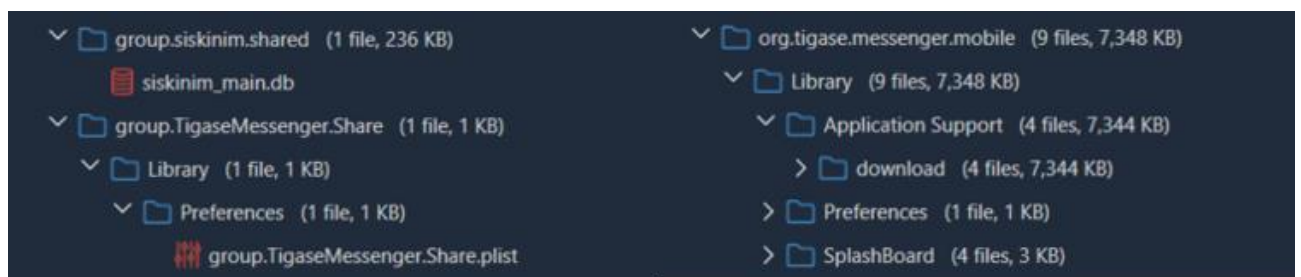 group.siskinim.shared (1 file, 236 KB)
siskinim_main.db
group.TigaseMessenger.Share (1 file, 1 KB)
Library (1 file, 1 KB)
Preferences (1 file, 1 KB)
group.TigaseMessenger.Share.plist
org.tigase.messenger.mobile (9 files, 7,348 KB)
Library (9 files, 7,348 KB)
Application Support (4 files, 7,344 KB)
download (4 files, 7,344 KB)
Preferences (1 file, 1 KB)
SplashBoard (4 files, 3 KB)